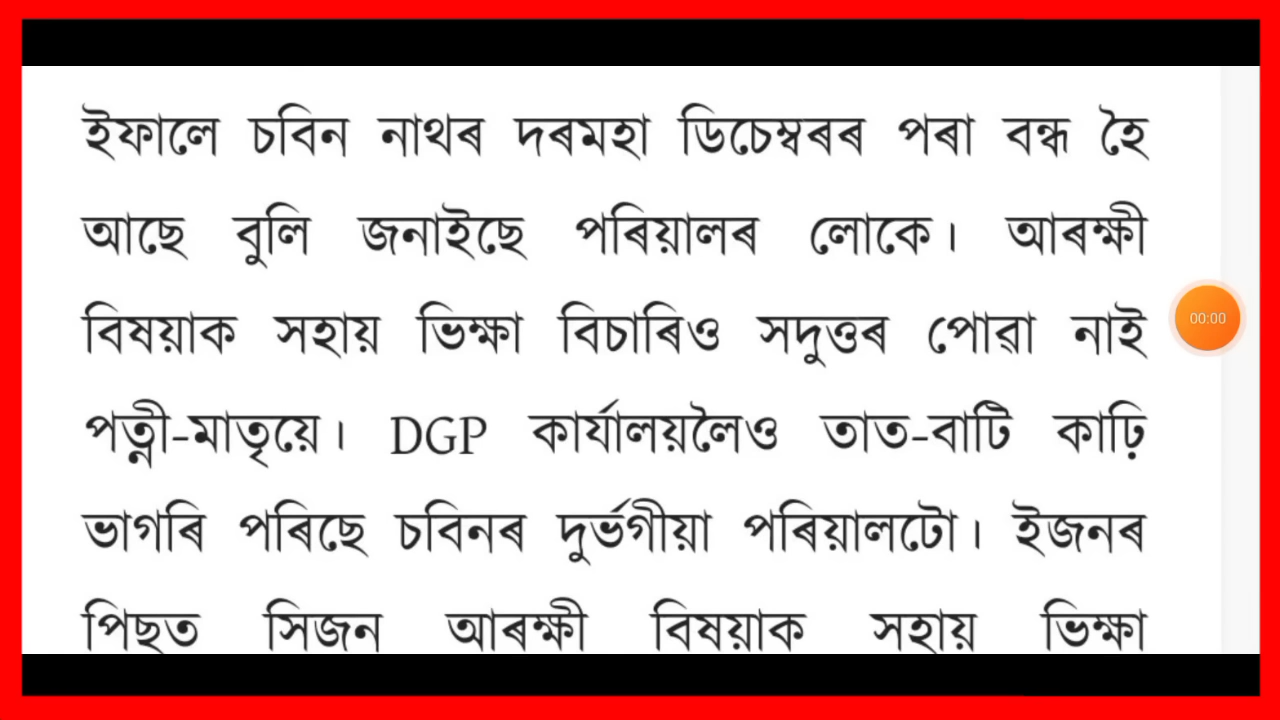 ইফালে চবিন নাথৰ দৰমহা ডিচেম্বৰৰ পৰা বন্ধ হৈ
আছে বুলি জনাইছে পৰিয়ালৰ লোকে। আৰক্ষী
বিষয়াক সহায় ভিক্ষা বিচাৰিও সদুত্তৰ পোৱা নাই
পত্নী-মাতৃয়ে। DGP কাৰ্যালয়লৈও তাত-বাটি কাঢ়ি
ভাগৰি পৰিছে চবিনৰ দুৰ্ভগীয়া পৰিয়ালটো। ইজনৰ
পিছত সিজন আৰক্ষী বিষয়াক সহায় ভিক্ষা
00:00